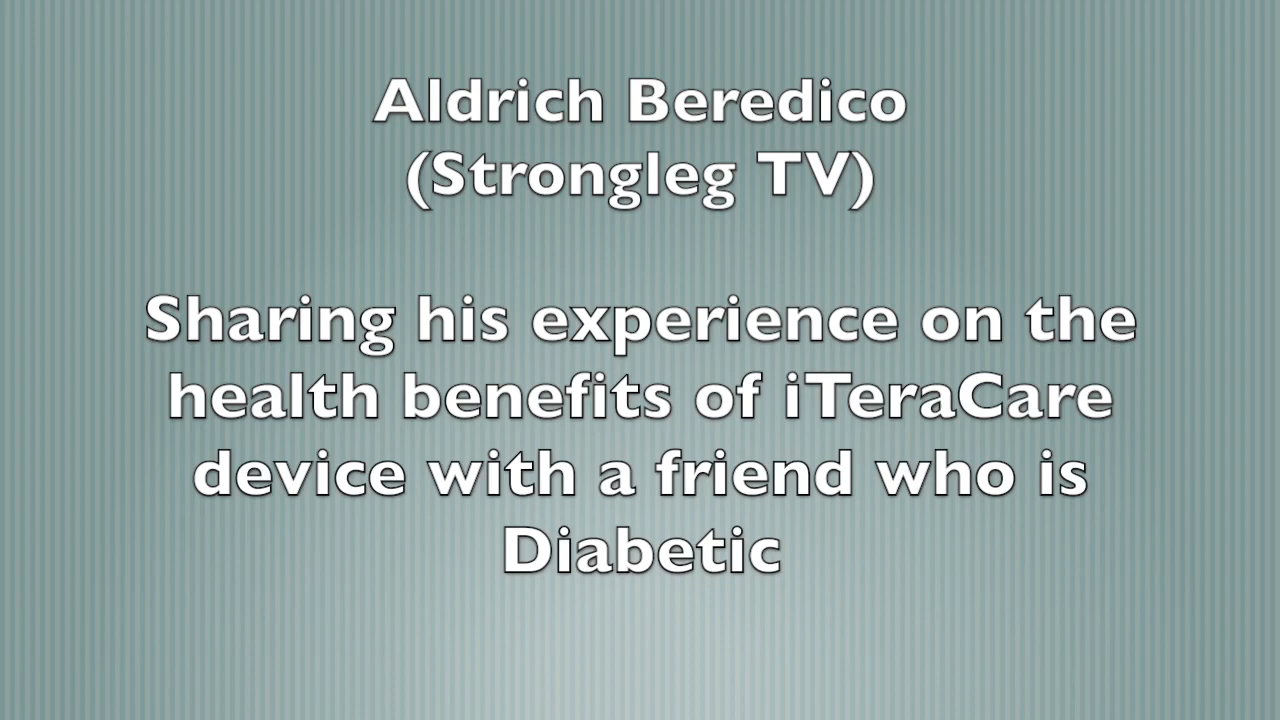 Aldrich Beredico
(Strongleg TV)
Sharing his experience on the
health benefits of iTeraCare
device with a friend who is
Diabetic